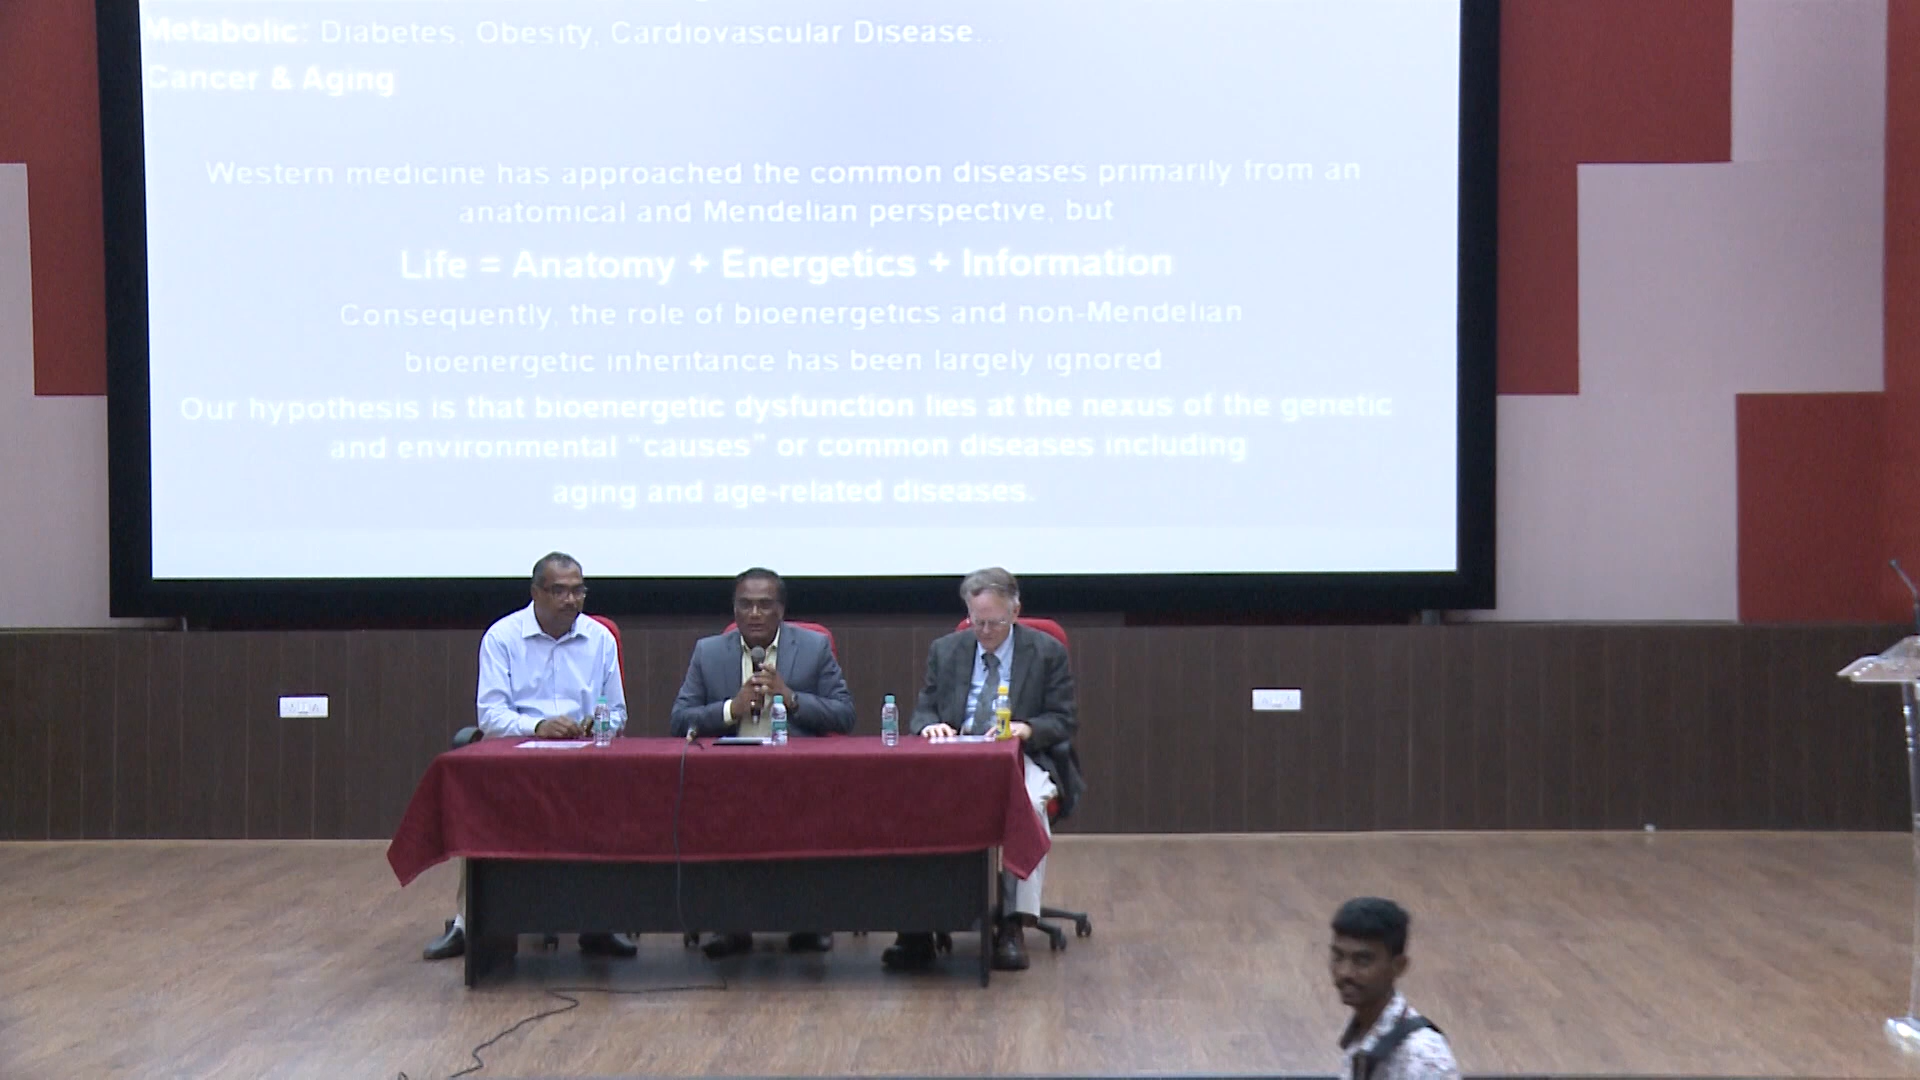 Metabolic: Diabetes, Obesity, Cardiovascular Disease...
Cancer & Aging
Western medicine has approached the common diseases primarily from an
anatomical and Mendelian perspective, but
Life = Anatomy + Energetics + Information
Consequently, the role of bioenergetics and non-Mendelian
bioenergetic inheritance has been largely ignored.
Our hypothesis is that bioenergetic dysfunction lies at the nexus of the genetic
and environmental “causes” or common diseases including
aging and age-related diseases.